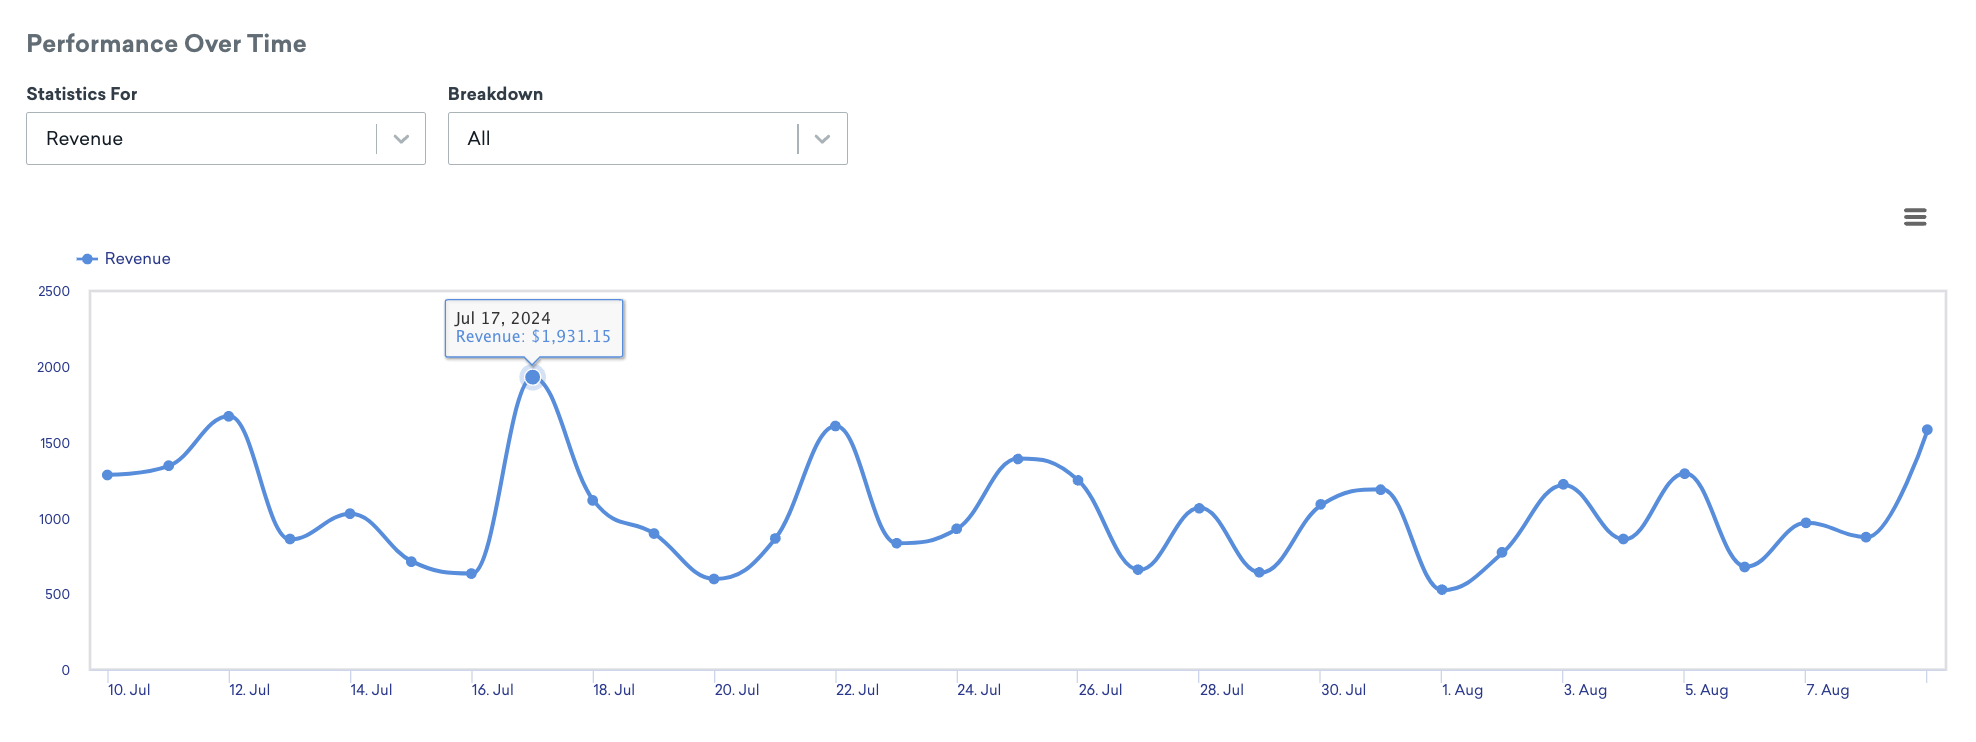 Performance Over Time
Statistics For
Breakdown
Revenue
All
Revenue
2500
2000
1500
1000
500
0
Jul 17, 2024
Revenue: $1,931.15
10. Jul
12. Jul
14. Jul
16. Jul
18. Jul
20. Jul
22. Jul
24. Jul
26. Jul
28. Jul
30. Jul
1. Aug
3. Aug
5. Aug
7. Aug